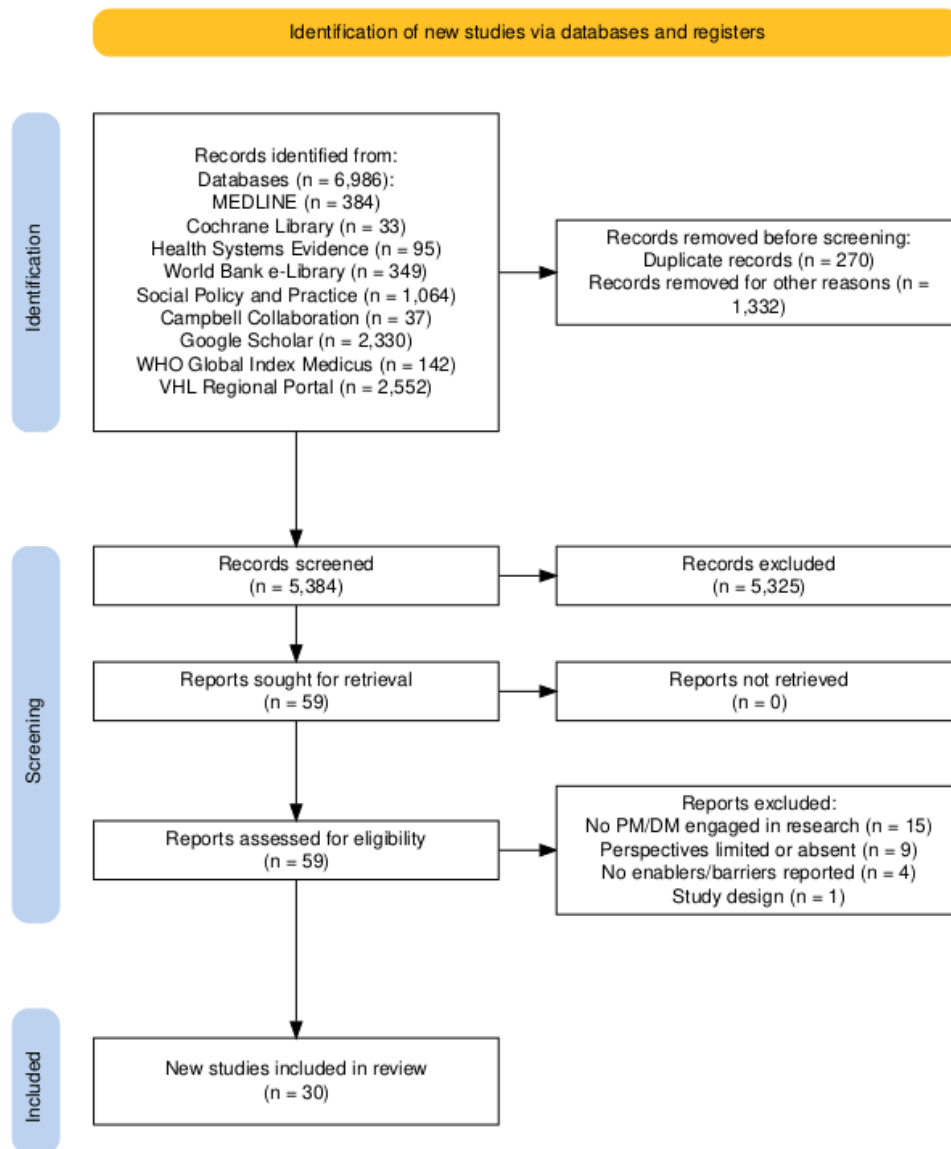 Identification of new studies via databases and registers
Identification
Records identified from:
Databases (n = 6,986):
MEDLINE (n = 384)
Cochrane Library (n = 33)
Health Systems Evidence (n = 95)
World Bank e-Library (n = 349)
Social Policy and Practice (n = 1,064)
Campbell Collaboration (n = 37)
Google Scholar (n = 2,330)
WHO Global Index Medicus (n = 142)
VHL Regional Portal (n = 2,552)
Records removed before screening:
Duplicate records (n = 270)
Records removed for other reasons (n =
1,332)
Screening
Records screened
(n = 5,384)
Records excluded
(n = 5,325)
Reports sought for retrieval
(n = 59)
Reports not retrieved
(n = 0)
Reports assessed for eligibility
(n = 59)
Reports excluded:
No PM/DM engaged in research (n = 15)
Perspectives limited or absent (n = 9)
No enablers/barriers reported (n = 4)
Study design (n = 1)
Included
New studies included in review
(n = 30)